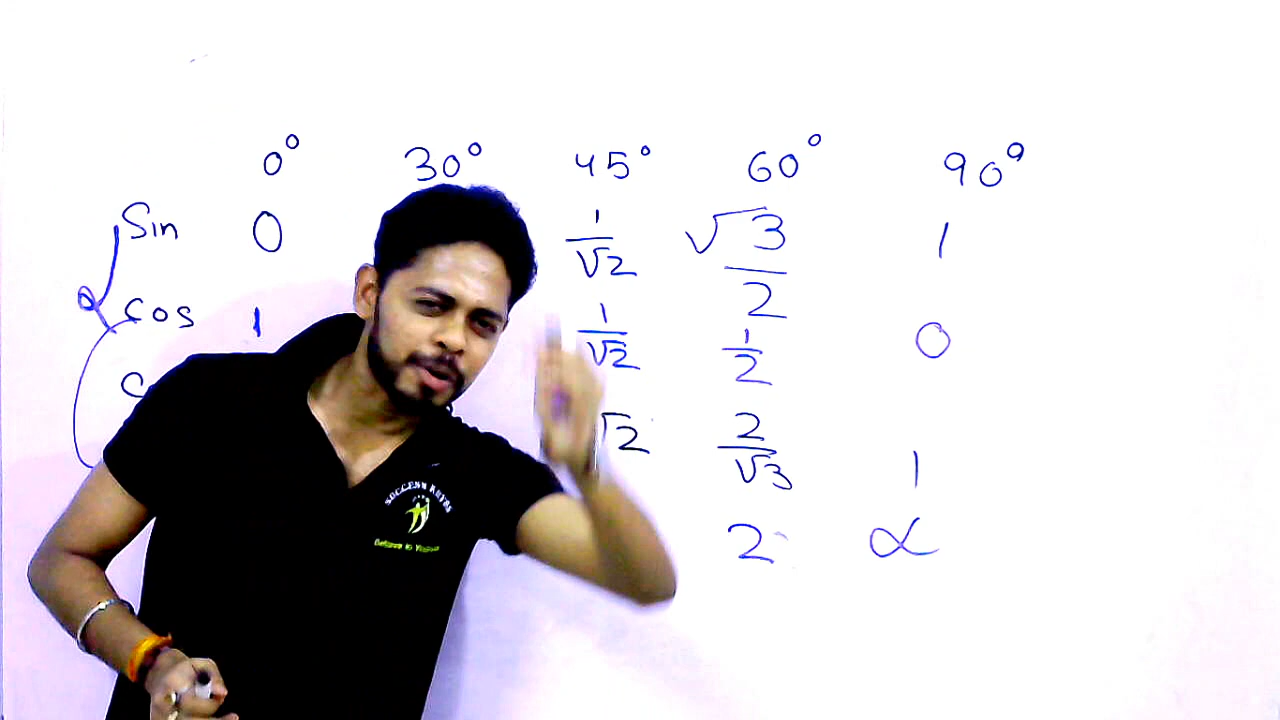 0° 30° 45° 60° 90°
Sin 0 1/√2 √3/2 1
cos 1 1/√2 1/2 0
c √2 2/√3 1
2 ∝
SUCCESS